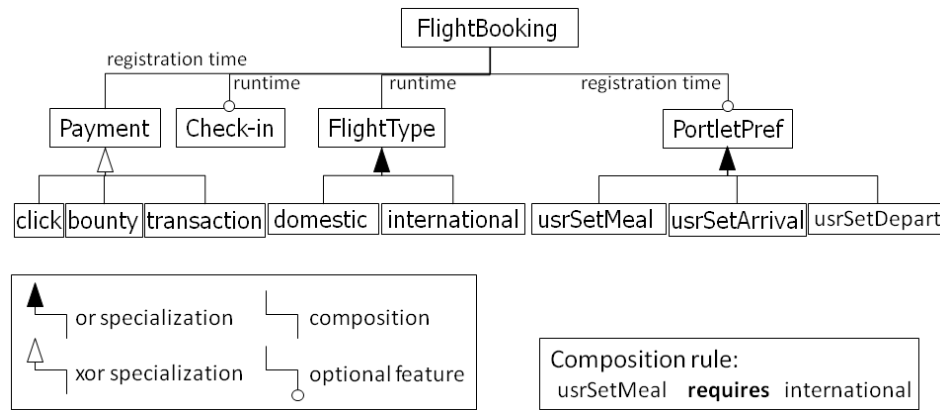 FlightBooking
registration time
runtime
runtime
registration time
Payment
Check-in
FlightType
PortletPref
click
bounty
transaction
domestic
international
usrSetMeal
usrSetArrival
usrSetDepart
or specialization
composition
xor specialization
optional feature
Composition rule:
usrSetMeal requires international